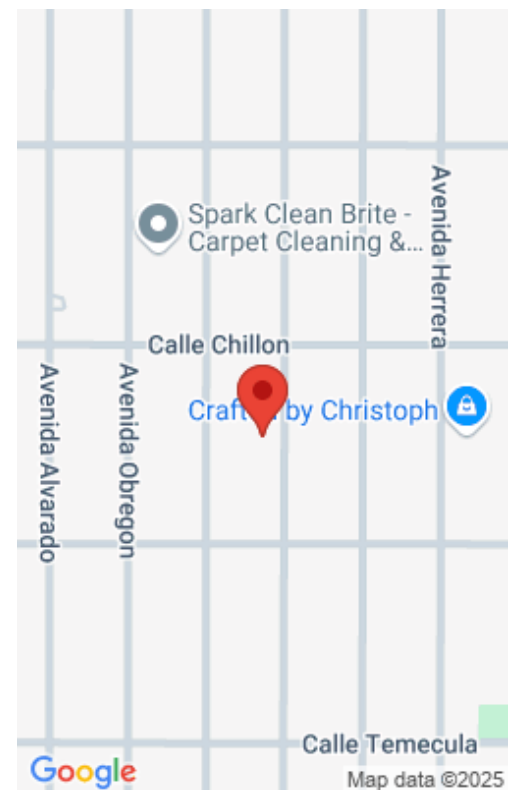 Spark Clean Brite -
Carpet Cleaning &...
Avenida Herrera
Calle Chillon
Avenida Alvarado
Avenida Obregon
Crafted by Christoph
Calle Temecula
Google
Map data ©2025